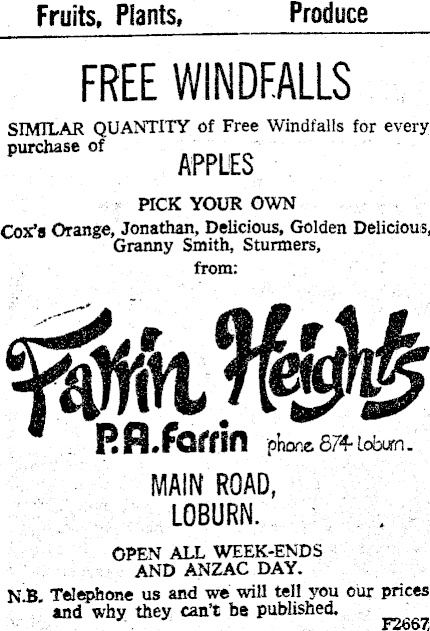 Fruits, Plants, Produce
FREE WINDFALLS
SIMILAR QUANTITY of Free Windfalls for every
purchase of
APPLES
PICK YOUR OWN
Cox's Orange, Jonathan, Delicious, Golden Delicious,
Granny Smith, Sturmers,
from:
Farrin Heights
P.A. Farrin phone 874 Loburn.
MAIN ROAD,
LOBURN.
OPEN ALL WEEK-ENDS
AND ANZAC DAY.
N.B. Telephone us and we will tell you our prices
and why they can't be published.
F2667